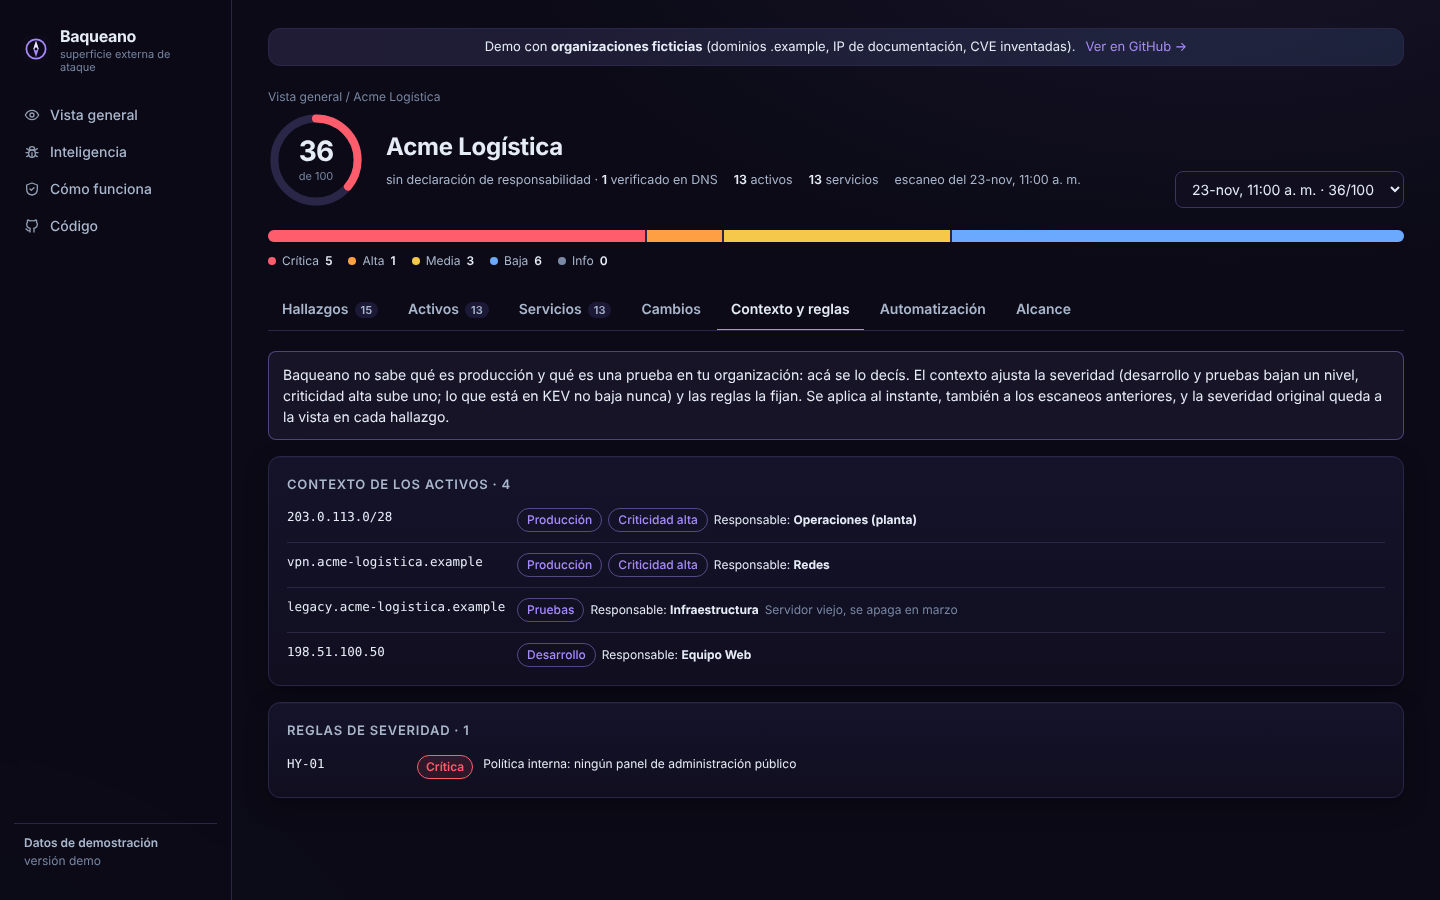 Baqueano
superficie externa de
ataque
Vista general
Inteligencia
Cómo funciona
Código
Datos de demostración
versión demo
Demo con organizaciones ficticias (dominios .example, IP de documentación, CVE inventadas). Ver en GitHub →
Vista general / Acme Logística
36
de 100
Acme Logística
sin declaración de responsabilidad · 1 verificado en DNS 13 activos 13 servicios escaneo del 23-nov, 11:00 a. m.
23-nov, 11:00 a. m. · 36/100
Crítica 5 Alta 1 Media 3 Baja 6 Info 0
Hallazgos 15 Activos 13 Servicios 13 Cambios Contexto y reglas Automatización Alcance
Baqueano no sabe qué es producción y qué es una prueba en tu organización: acá se lo decís. El contexto ajusta la severidad (desarrollo y pruebas bajan un nivel,
criticidad alta sube uno; lo que está en KEV no baja nunca) y las reglas la fijan. Se aplica al instante, también a los escaneos anteriores, y la severidad original queda a
la vista en cada hallazgo.
CONTEXTO DE LOS ACTIVOS · 4
203.0.113.0/28 Producción Criticidad alta Responsable: Operaciones (planta)
vpn.acme-logistica.example Producción Criticidad alta Responsable: Redes
legacy.acme-logistica.example Pruebas Responsable: Infraestructura Servidor viejo, se apaga en marzo
198.51.100.50 Desarrollo Responsable: Equipo Web
REGLAS DE SEVERIDAD · 1
HY-01 Crítica Política interna: ningún panel de administración público